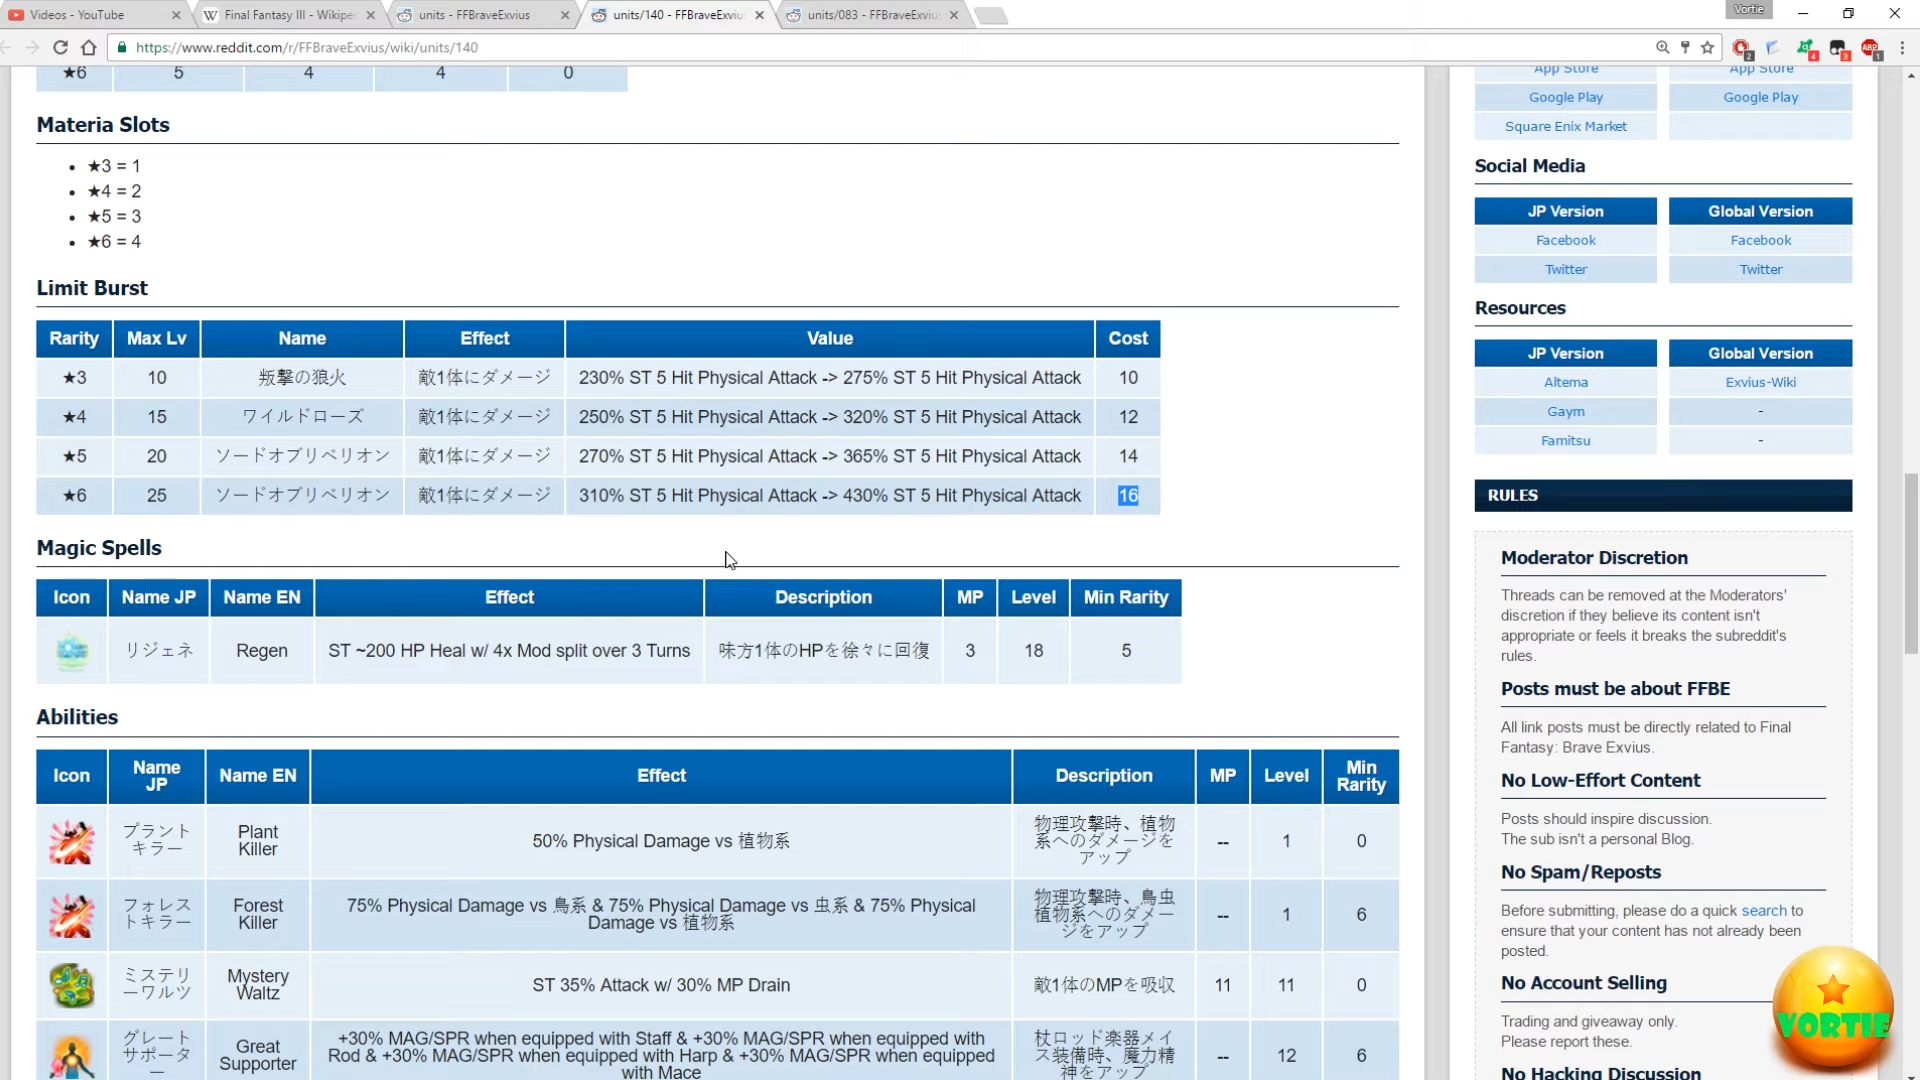 Videos - YouTube
Final Fantasy III - Wikipe
units - FFBraveExvius
units/140 - FFBraveExviu
units/083 - FFBraveExviu
Vortie
https://www.reddit.com/r/FFBraveExvius/wiki/units/140
★6 5 4 4 0
Materia Slots
• ★3 = 1
• ★4 = 2
• ★5 = 3
• ★6 = 4
Limit Burst
Rarity Max Lv Name Effect Value Cost
★3 10 叛撃の狼火 敵1体にダメージ 230% ST 5 Hit Physical Attack -> 275% ST 5 Hit Physical Attack 10
★4 15 ワイルドローズ 敵1体にダメージ 250% ST 5 Hit Physical Attack -> 320% ST 5 Hit Physical Attack 12
★5 20 ソードオブリベリオン 敵1体にダメージ 270% ST 5 Hit Physical Attack -> 365% ST 5 Hit Physical Attack 14
★6 25 ソードオブリベリオン 敵1体にダメージ 310% ST 5 Hit Physical Attack -> 430% ST 5 Hit Physical Attack 16
Magic Spells
Icon Name JP Name EN Effect Description MP Level Min Rarity
リジェネ Regen ST ~200 HP Heal w/ 4x Mod split over 3 Turns 味方1体のHPを徐々に回復 3 18 5
Abilities
Icon Name JP Name EN Effect Description MP Level Min Rarity
プラント
キラー
Plant
Killer
50% Physical Damage vs 植物系
物理攻撃時、植物
系へのダメージを
アップ
-- 1 0
フォレス
トキラー
Forest
Killer
75% Physical Damage vs 鳥系 & 75% Physical Damage vs 虫系 & 75% Physical
Damage vs 植物系
物理攻撃時、鳥虫
植物系へのダメー
ジをアップ
-- 1 6
ミステリ
ーワルツ
Mystery
Waltz
ST 35% Attack w/ 30% MP Drain
敵1体のMPを吸収
11 11 0
グレート
サポータ
ー
Great
Supporter
+30% MAG/SPR when equipped with Staff & +30% MAG/SPR when equipped with
Rod & +30% MAG/SPR when equipped with Harp & +30% MAG/SPR when equipped
with Mace
杖ロッド楽器メイ
ス装備時、魔力精
神をアップ
-- 12 6
App Store App Store
Google Play Google Play
Square Enix Market
Social Media
JP Version Global Version
Facebook Facebook
Twitter Twitter
Resources
JP Version Global Version
Altema Exvius-Wiki
Gaym -
Famitsu -
RULES
Moderator Discretion
Threads can be removed at the Moderators'
discretion if they believe its content isn't
appropriate or feels it breaks the subreddit's
rules.
Posts must be about FFBE
All link posts must be directly related to Final
Fantasy: Brave Exvius.
No Low-Effort Content
Posts should inspire discussion.
The sub isn't a personal Blog.
No Spam/Reposts
Before submitting, please do a quick search to
ensure that your content has not already been
posted.
No Account Selling
Trading and giveaway only.
Please report these.
No Hacking Discussion
VORTIE